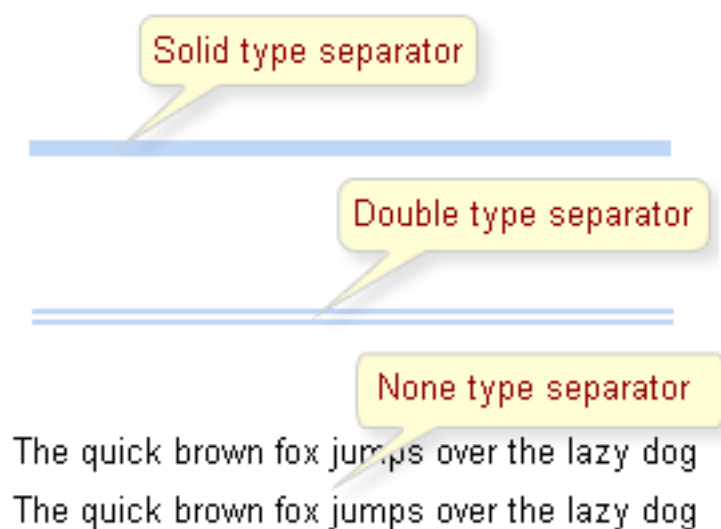 Solid type separator
Double type separator
None type separator
The quick brown fox jumps over the lazy dog
The quick brown fox jumps over the lazy dog